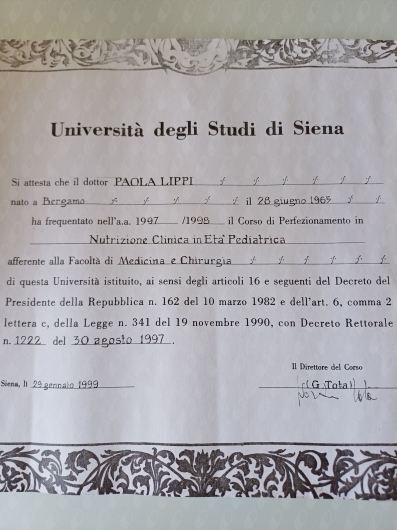 Università degli Studi di Siena
Si attesta che il dottor PAOLA LIPPI
nato a Bergamo il 28 giugno 1965
ha frequentato nell'a.a. 1997 /1998 il Corso di Perfezionamento in
Nutrizione Clinica in Età Pediatrica
afferente alla Facoltà di Medicina e Chirurgia
di questa Università istituito, ai sensi degli articoli 16 e seguenti del Decreto del
Presidente della Repubblica n. 162 del 10 marzo 1982 e dell'art. 6, comma 2
lettera c, della Legge n. 341 del 19 novembre 1990, con Decreto Rettorale
n. 1222 del 30 agosto 1997.
Il Direttore del Corso
Siena, lì 29 gennaio 1999
(G. Tota)